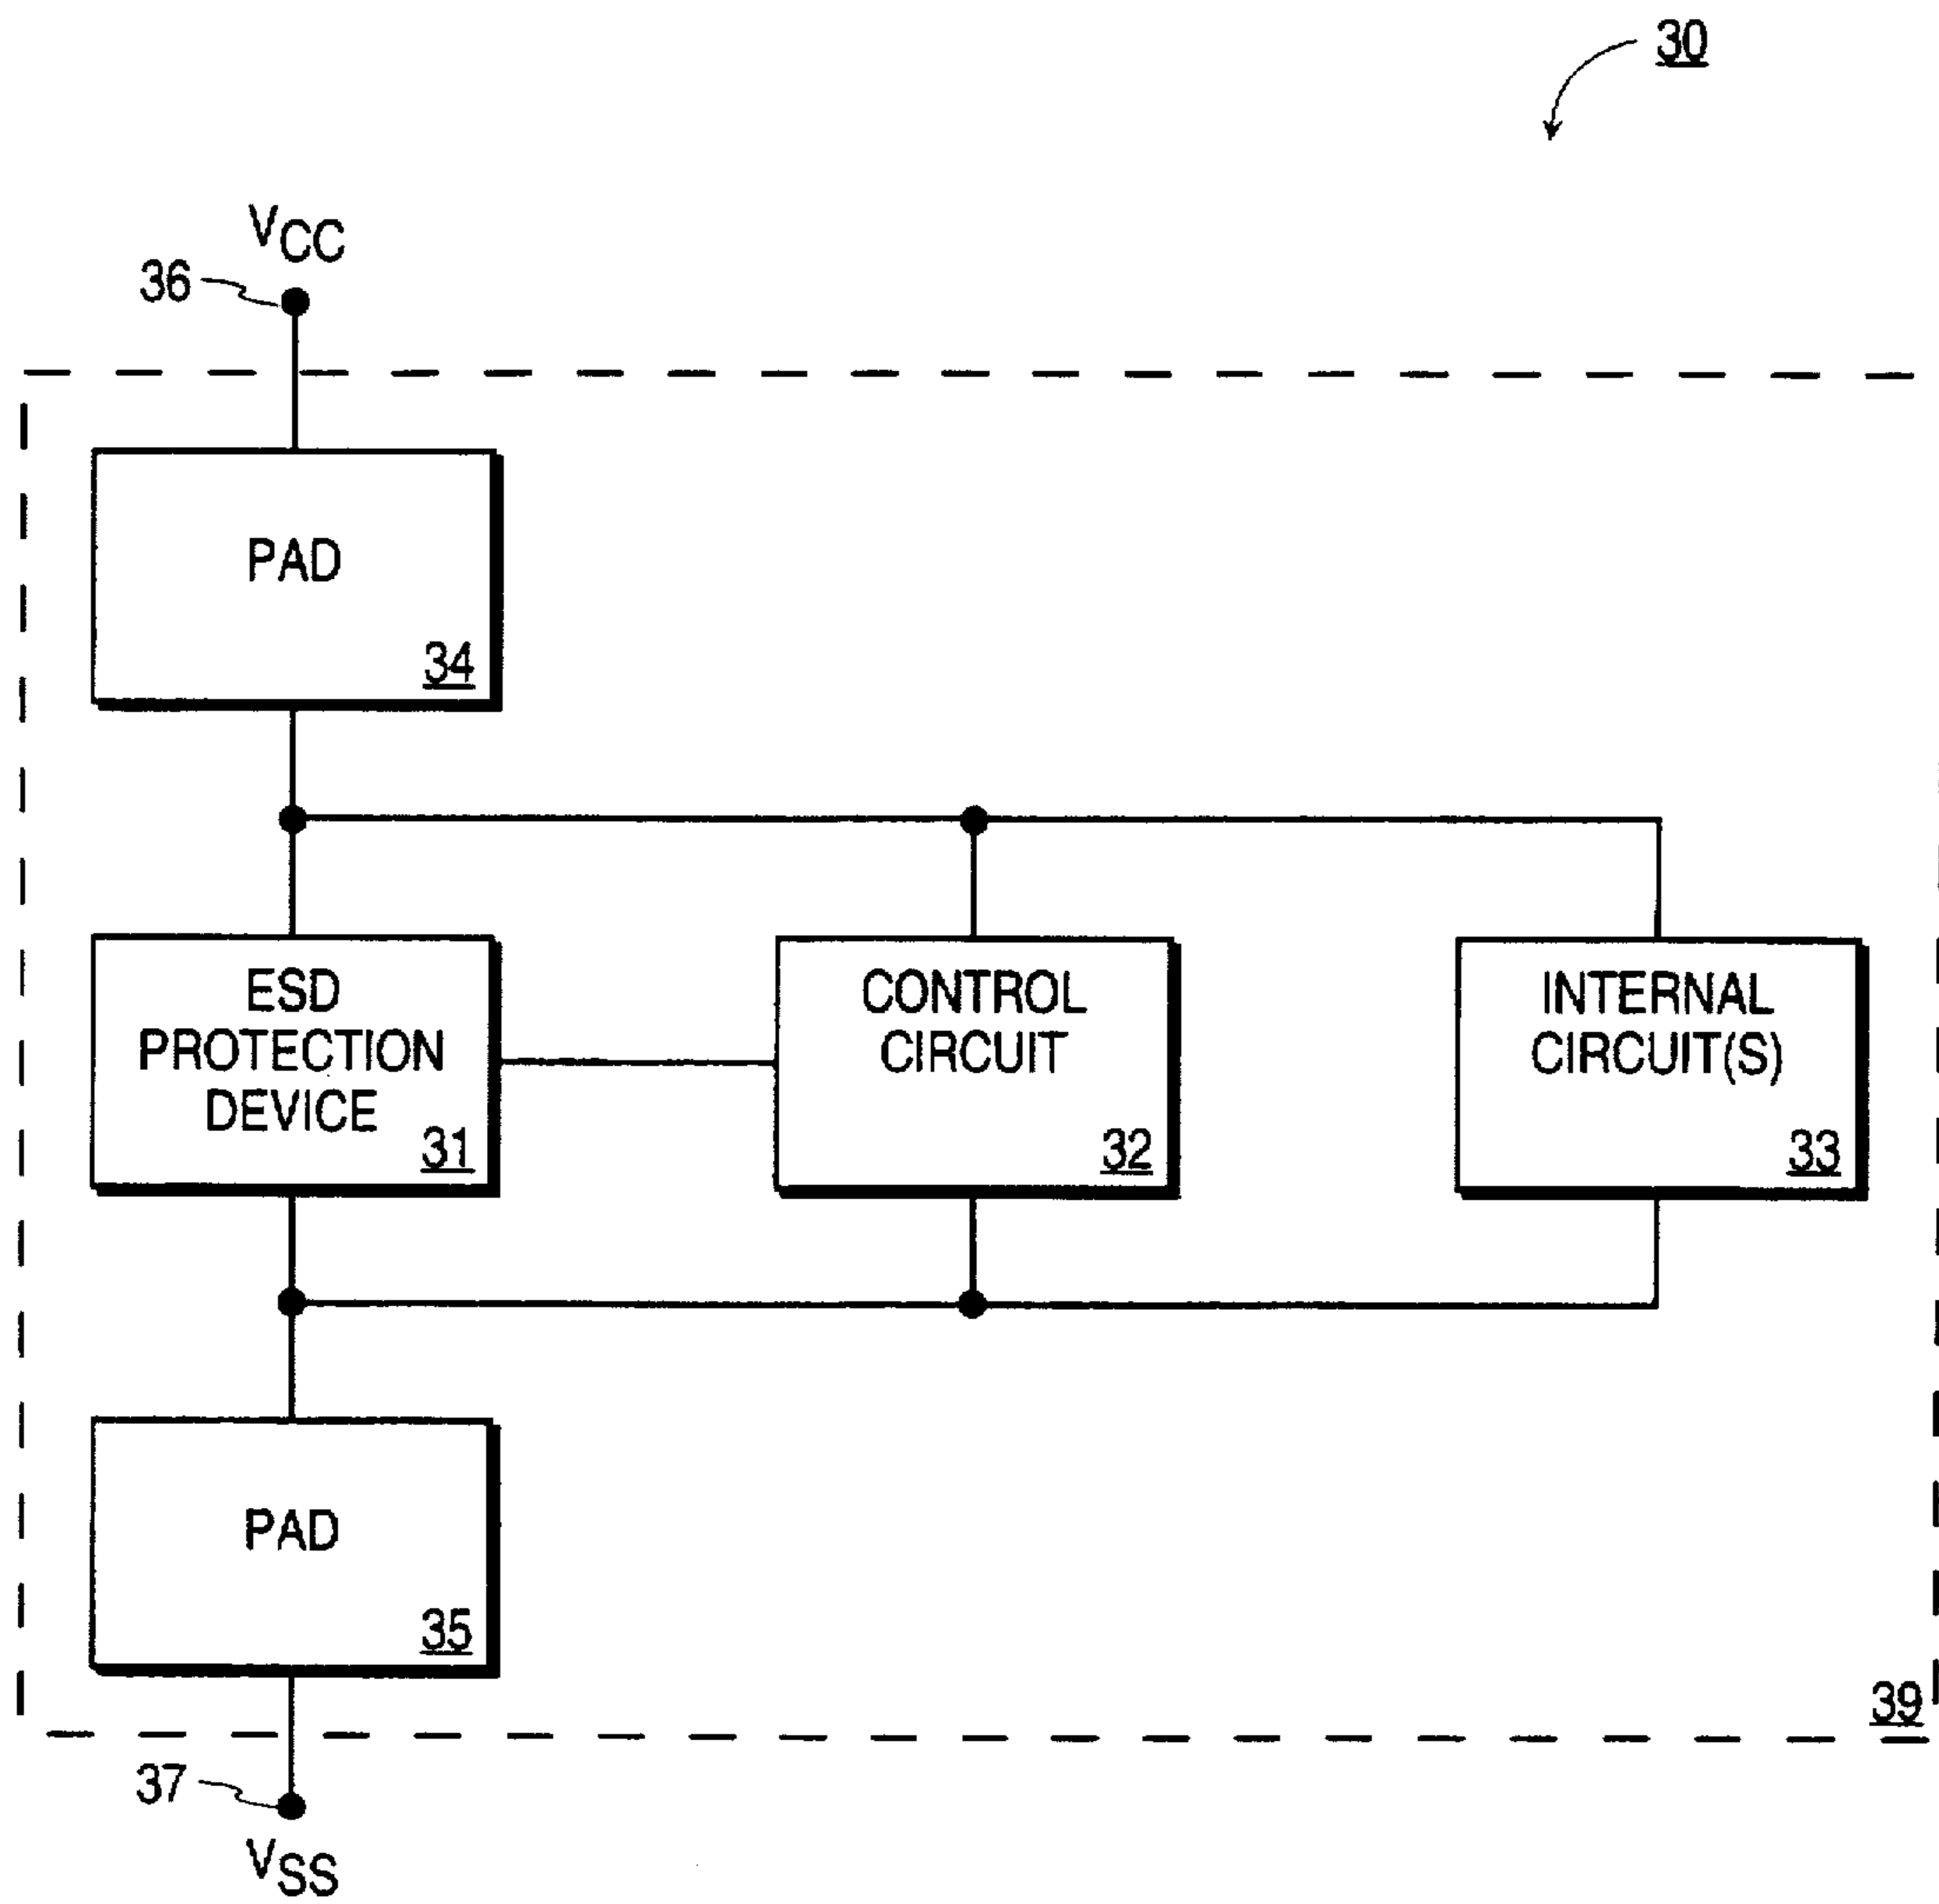 30
VCC
36
PAD
34
ESD
PROTECTION
DEVICE
31
CONTROL
CIRCUIT
32
INTERNAL
CIRCUIT(S)
33
PAD
35
39
37
VSS